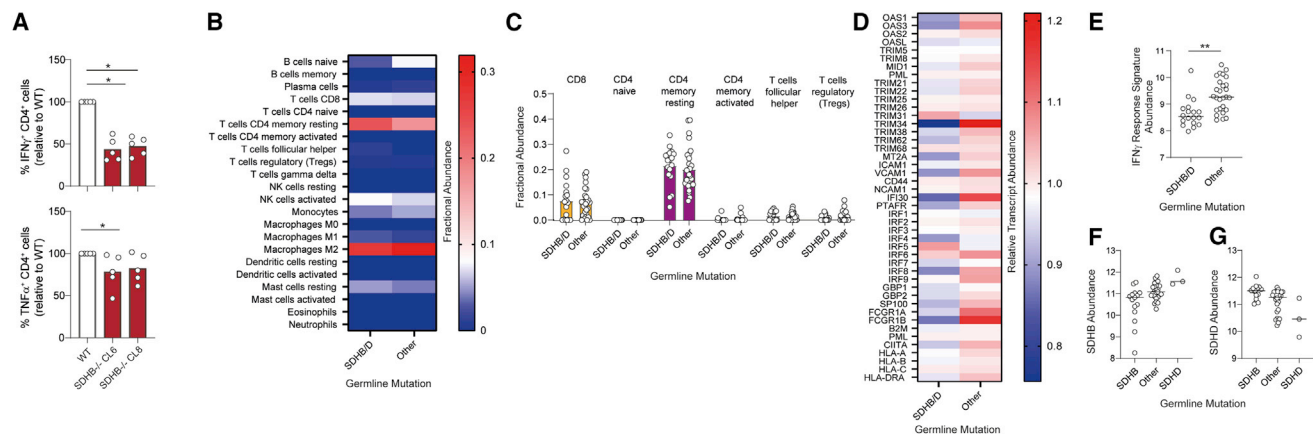 A
% IFNγ⁺ CD4⁺ cells
(relative to WT)
150
100
50
0
*
*
% TNFα⁺ CD4⁺ cells
(relative to WT)
150
100
50
0
*
WT
SDHB-/- CL6
SDHB-/- CL8
B
B cells naive
B cells memory
Plasma cells
T cells CD8
T cells CD4 naive
T cells CD4 memory resting
T cells CD4 memory activated
T cells follicular helper
T cells regulatory (Tregs)
T cells gamma delta
NK cells resting
NK cells activated
Monocytes
Macrophages M0
Macrophages M1
Macrophages M2
Dendritic cells resting
Dendritic cells activated
Mast cells resting
Mast cells activated
Eosinophils
Neutrophils
SDHB/D
Other
Germline Mutation
0.3
0.2
0.1
0
Fractional Abundance
C
CD8
CD4
naive
CD4
memory
resting
CD4
memory
activated
T cells
follicular
helper
T cells
regulatory
(Tregs)
Fractional Abundance
0.5
0.4
0.3
0.2
0.1
0.0
SDHB/D
Other
SDHB/D
Other
SDHB/D
Other
SDHB/D
Other
SDHB/D
Other
SDHB/D
Other
Germline Mutation
D
OAS1
OAS3
OAS2
OASL
TRIM5
TRIM8
MID1
PML
TRIM21
TRIM22
TRIM25
TRIM26
TRIM31
TRIM34
TRIM38
TRIM62
TRIM68
MT2A
ICAM1
VCAM1
CD44
NCAM1
IFI30
PTAFR
IRF1
IRF2
IRF3
IRF4
IRF5
IRF6
IRF7
IRF8
IRF9
GBP1
GBP2
SP100
FCGR1A
FCGR1B
B2M
PML
CIITA
HLA-A
HLA-B
HLA-C
HLA-DRA
SDHB/D
Other
Germline Mutation
1.2
1.1
1.0
0.9
0.8
Relative Transcript Abundance
E
IFNγ Response Signature
Abundance
11
10
9
8
7
**
SDHB/D
Other
Germline Mutation
F
SDHB Abundance
13
12
11
10
9
8
SDHB
Other
SDHD
G
SDHD Abundance
13
12
11
10
9
SDHB
Other
SDHD
Germline Mutation